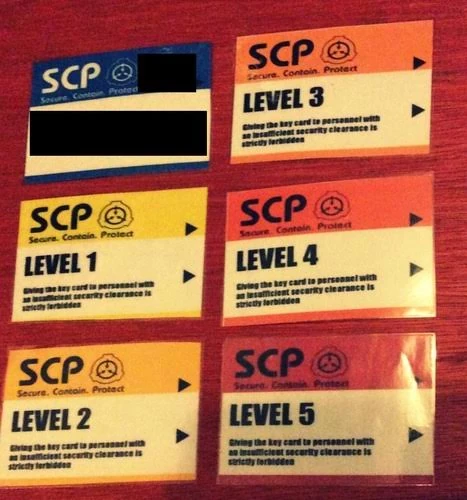 SCP
Secure. Contain. Protect
SCP
Secure. Contain. Protect
LEVEL 3
Giving the key card to personnel with
an insufficient security clearance is
strictly forbidden
SCP
Secure. Contain. Protect
LEVEL 1
Giving the key card to personnel with
an insufficient security clearance is
strictly forbidden
SCP
Secure. Contain. Protect
LEVEL 4
Giving the key card to personnel with
an insufficient security clearance is
strictly forbidden
SCP
Secure. Contain. Protect
LEVEL 2
Giving the key card to personnel with
an insufficient security clearance is
strictly forbidden
SCP
Secure. Contain. Protect
LEVEL 5
Giving the key card to personnel with
an insufficient security clearance is
strictly forbidden